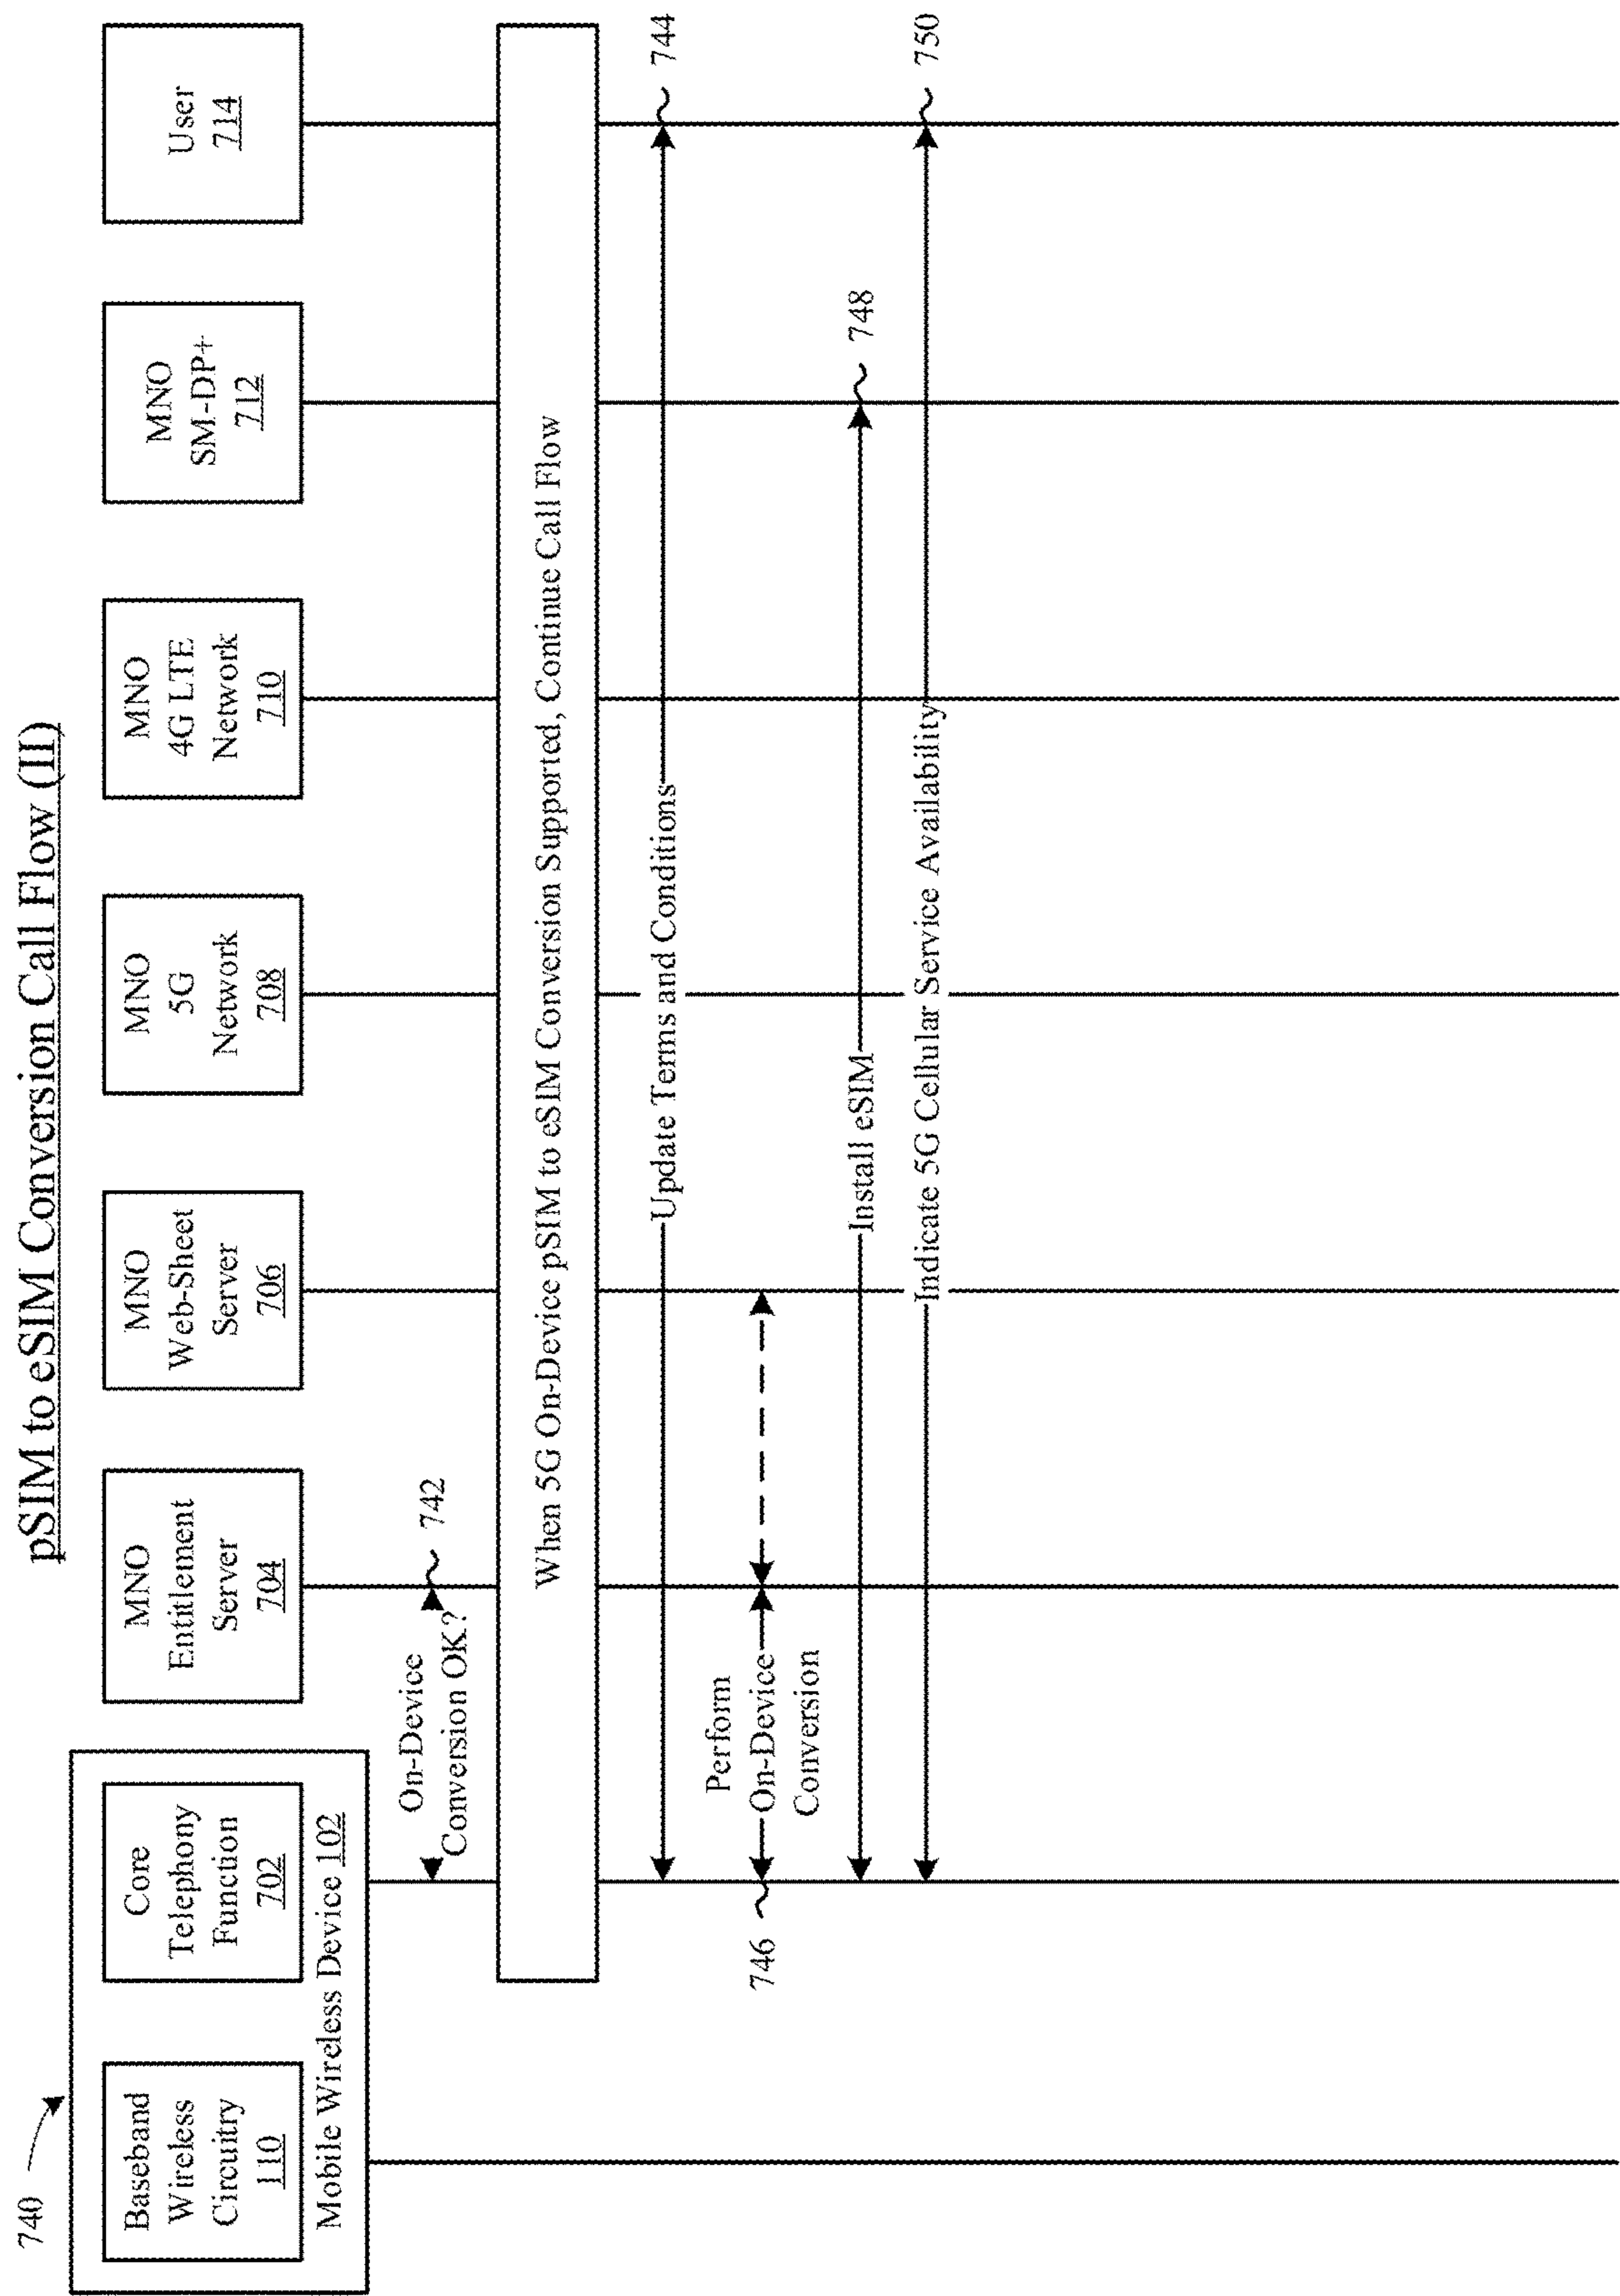 pSIM to eSIM Conversion Call Flow (II)
740
Baseband
Wireless
Circuitry
110
Core
Telephony
Function
702
Mobile Wireless Device 102
MNO
Entitlement
Server
704
MNO
Web-Sheet
Server
706
MNO
5G
Network
708
MNO
4G LTE
Network
710
MNO
SM-DP+
712
User
714
On-Device
Conversion OK?
742
When 5G On-Device pSIM to eSIM Conversion Supported, Continue Call Flow
Update Terms and Conditions
744
746
Perform
On-Device
Conversion
Install eSIM
748
Indicate 5G Cellular Service Availability
750